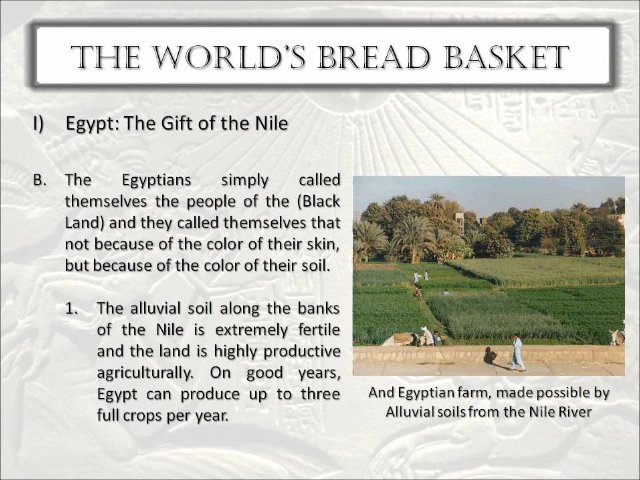 THE WORLD'S BREAD BASKET
I) Egypt: The Gift of the Nile
B. The Egyptians simply called
themselves the people of the (Black
Land) and they called themselves that
not because of the color of their skin,
but because of the color of their soil.
1. The alluvial soil along the banks
of the Nile is extremely fertile
and the land is highly productive
agriculturally. On good years,
Egypt can produce up to three
full crops per year.
And Egyptian farm, made possible by
Alluvial soils from the Nile River